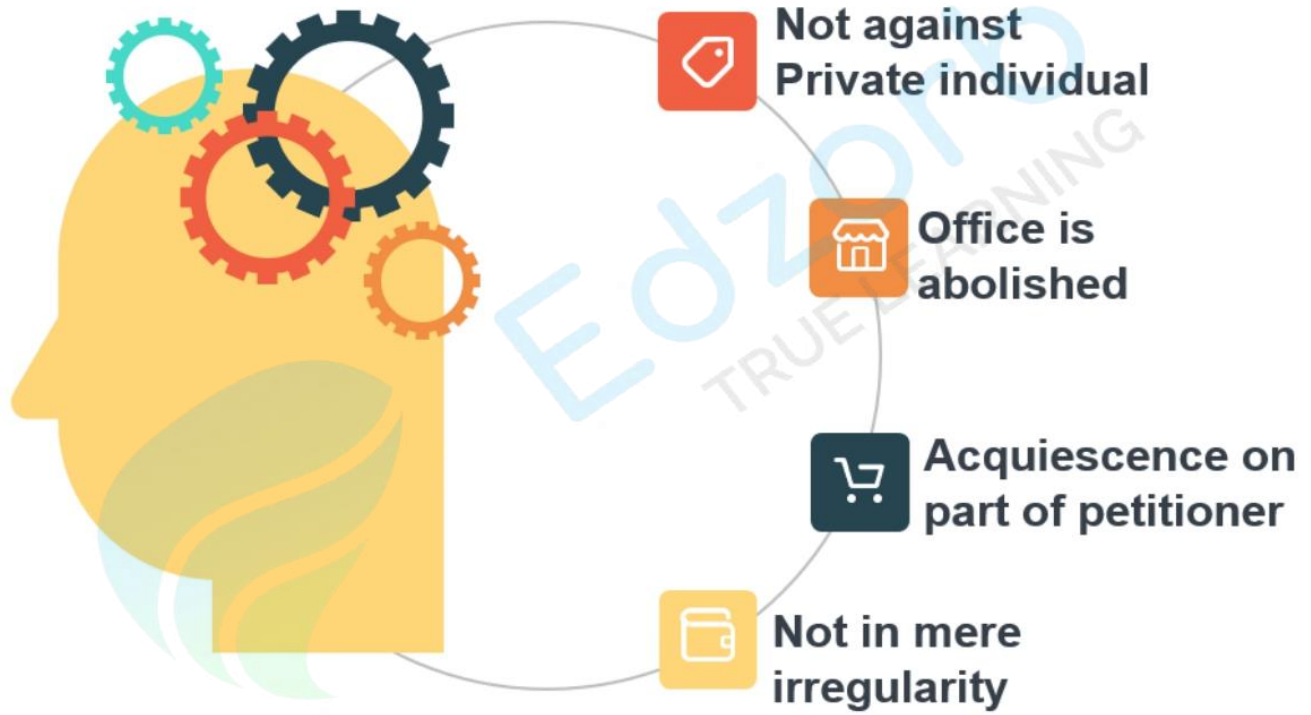 Not against
Private individual
Office is
abolished
Acquiescence on
part of petitioner
Not in mere
irregularity
Edzorb
TRUE LEARNING